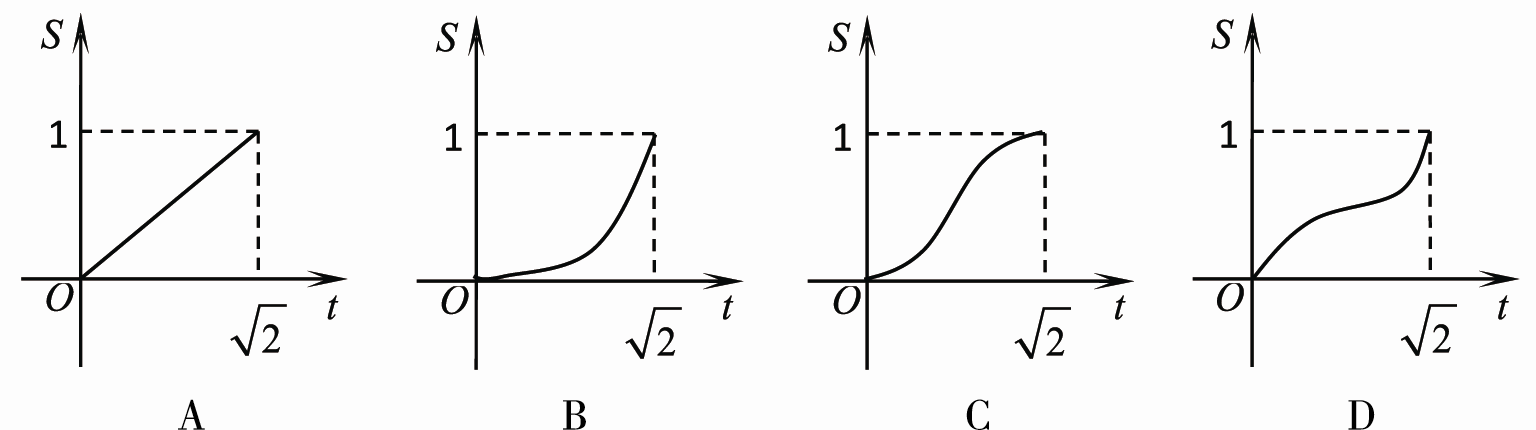 S S S S
1 1 1 1
O t O t O t O t
√2 √2 √2 √2
A B C D